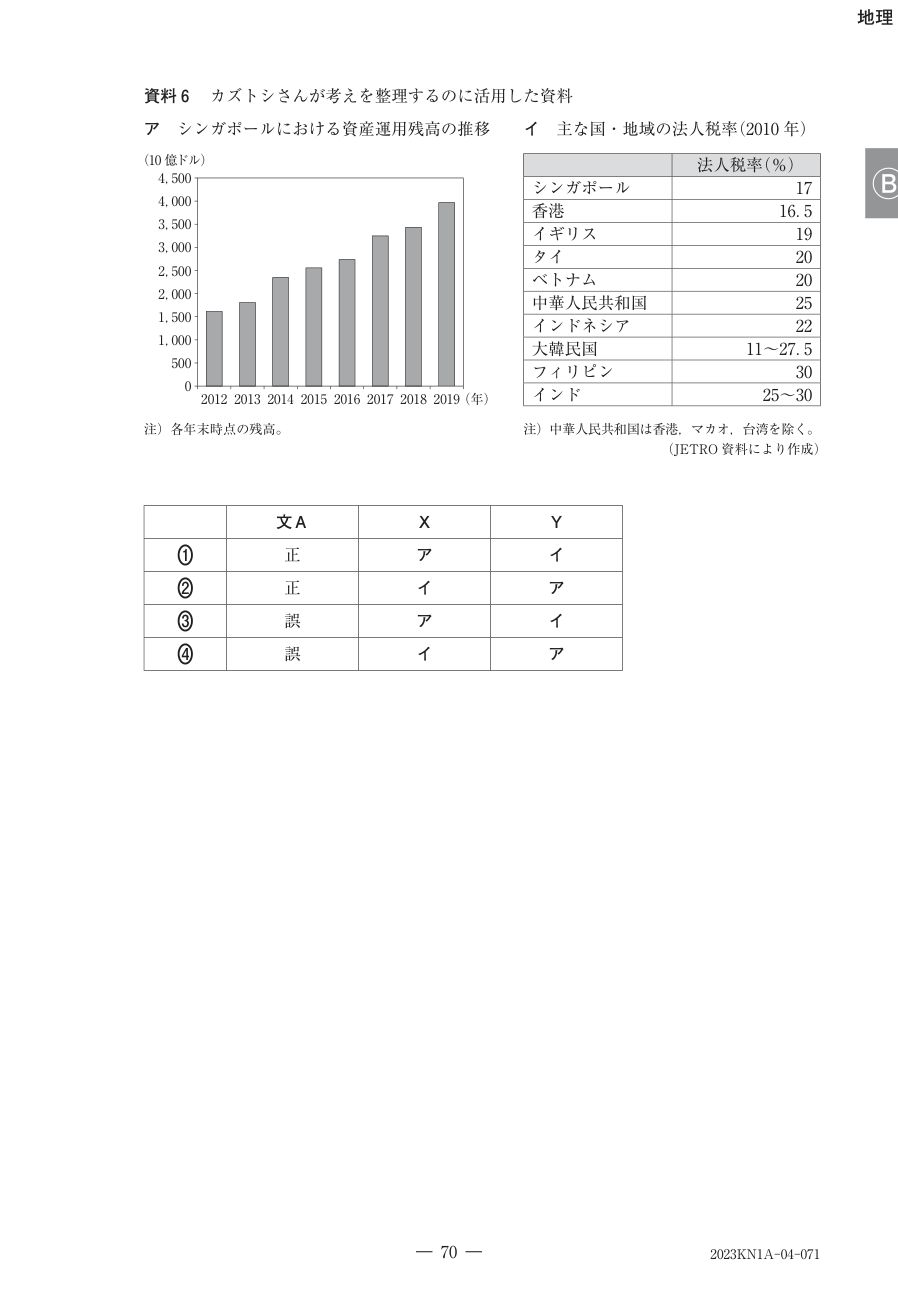 地理
B
資料6 カズトシさんが考えを整理するのに活用した資料
ア シンガポールにおける資産運用残高の推移
(10億ドル)
4,500
4,000
3,500
3,000
2,500
2,000
1,500
1,000
500
0
2012 2013 2014 2015 2016 2017 2018 2019(年)
注)各年末時点の残高。
イ 主な国・地域の法人税率(2010年)
法人税率(%)
シンガポール 17
香港 16.5
イギリス 19
タイ 20
ベトナム 20
中華人民共和国 25
インドネシア 22
大韓民国 11~27.5
フィリピン 30
インド 25~30
注)中華人民共和国は香港,マカオ,台湾を除く。
(JETRO資料により作成)
文A X Y
① 正 ア イ
② 正 イ ア
③ 誤 ア イ
④ 誤 イ ア
― 70 ―
2023KN1A-04-071